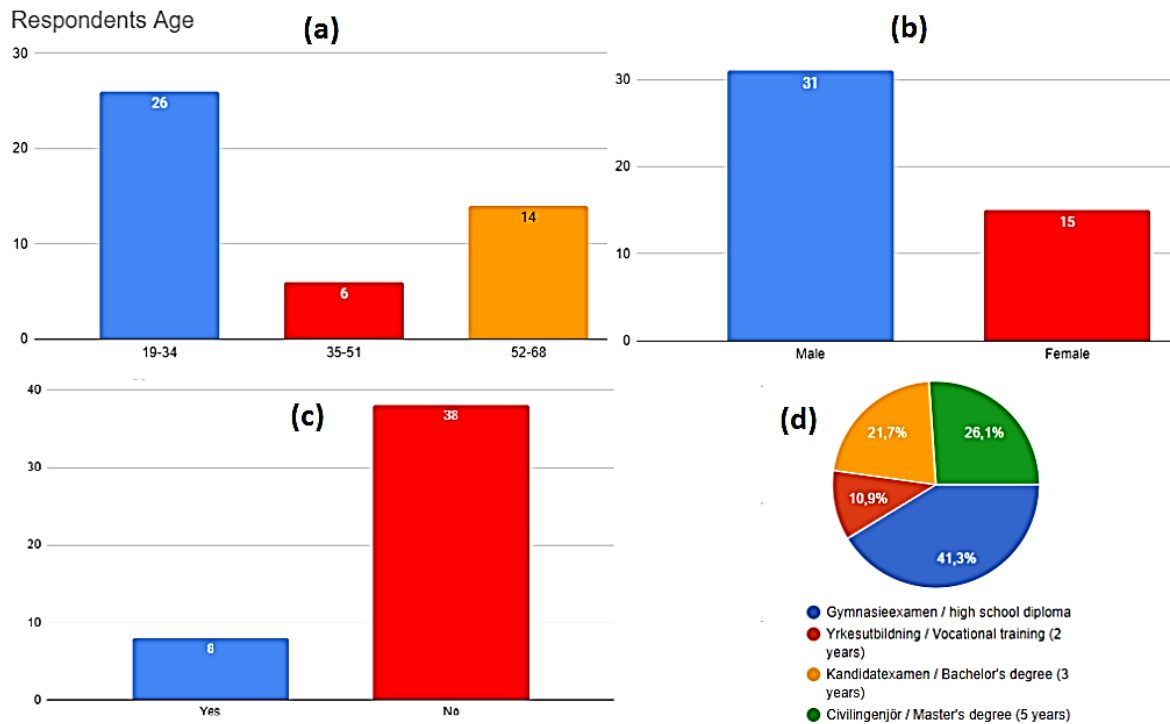 Respondents Age
(a)
30
20
10
0
26
6
14
19-34
35-51
52-68
(b)
30
20
10
0
31
15
Male
Female
(c)
40
30
20
10
0
8
38
Yes
No
(d)
21,7%
26,1%
10,9%
41,3%
Gymnasieexamen / high school diploma
Yrkesutbildning / Vocational training (2
years)
Kandidatexamen / Bachelor's degree (3
years)
Civilingenjör / Master's degree (5 years)